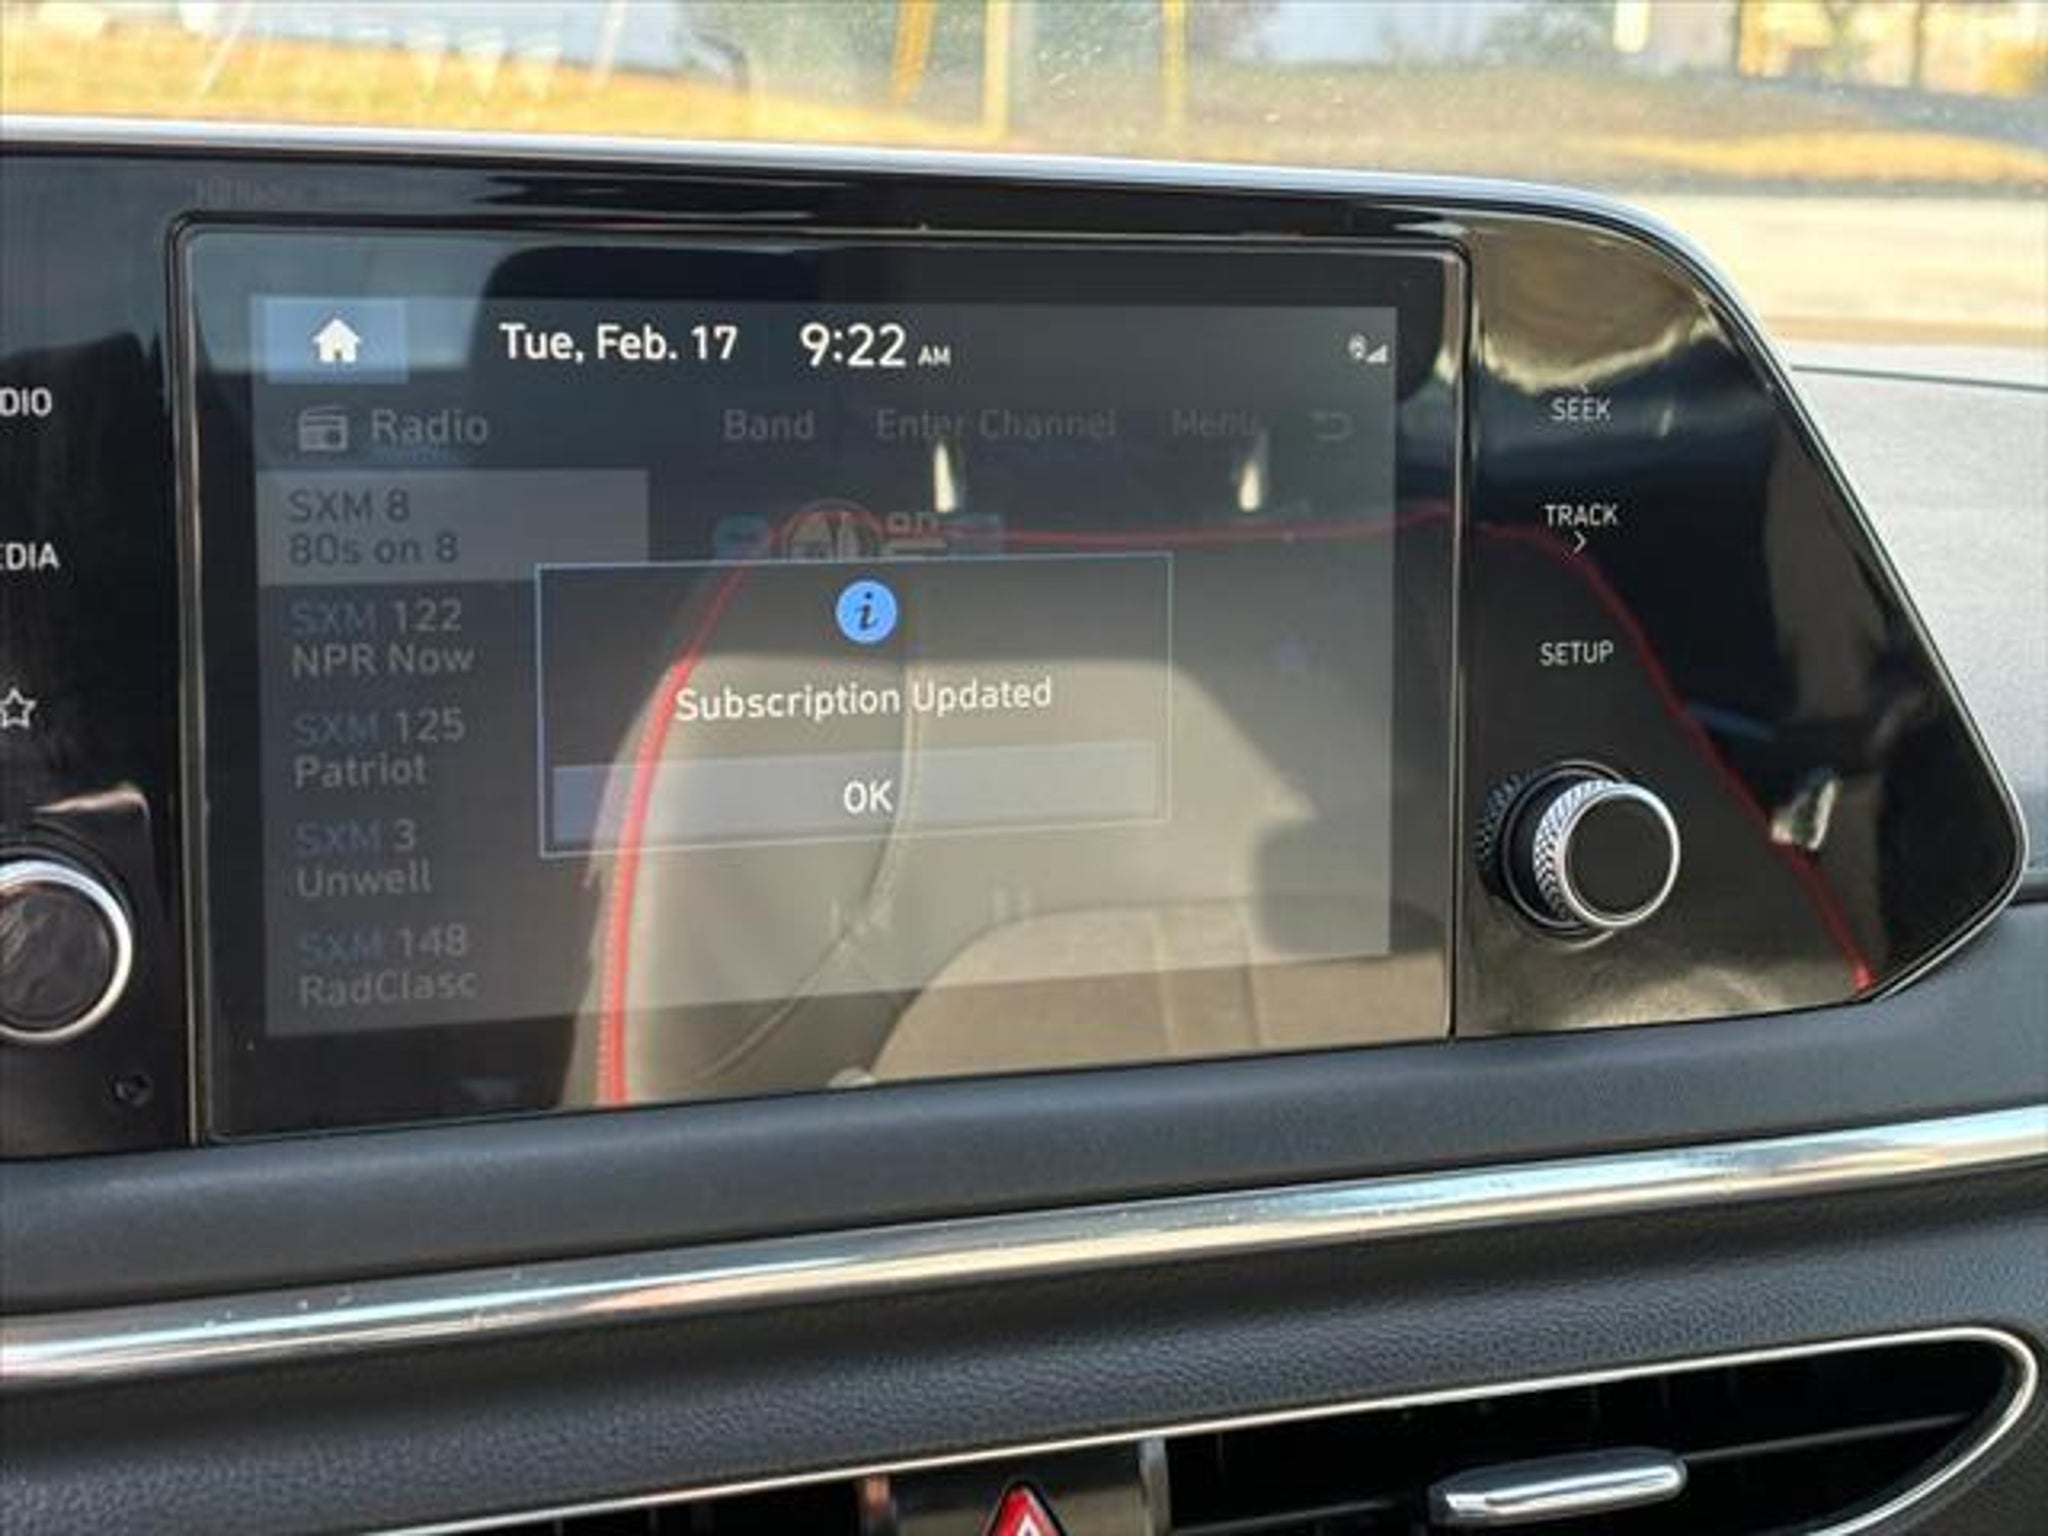 Tue, Feb. 17 9:22 AM
Radio Band Enter Channel Menu
SXM 8
80s on 8
SXM 122
NPR Now
SXM 125
Patriot
SXM 3
Unwell
SXM 148
RadClasc
i
Subscription Updated
OK
DIO
EDIA
SEEK
TRACK
SETUP